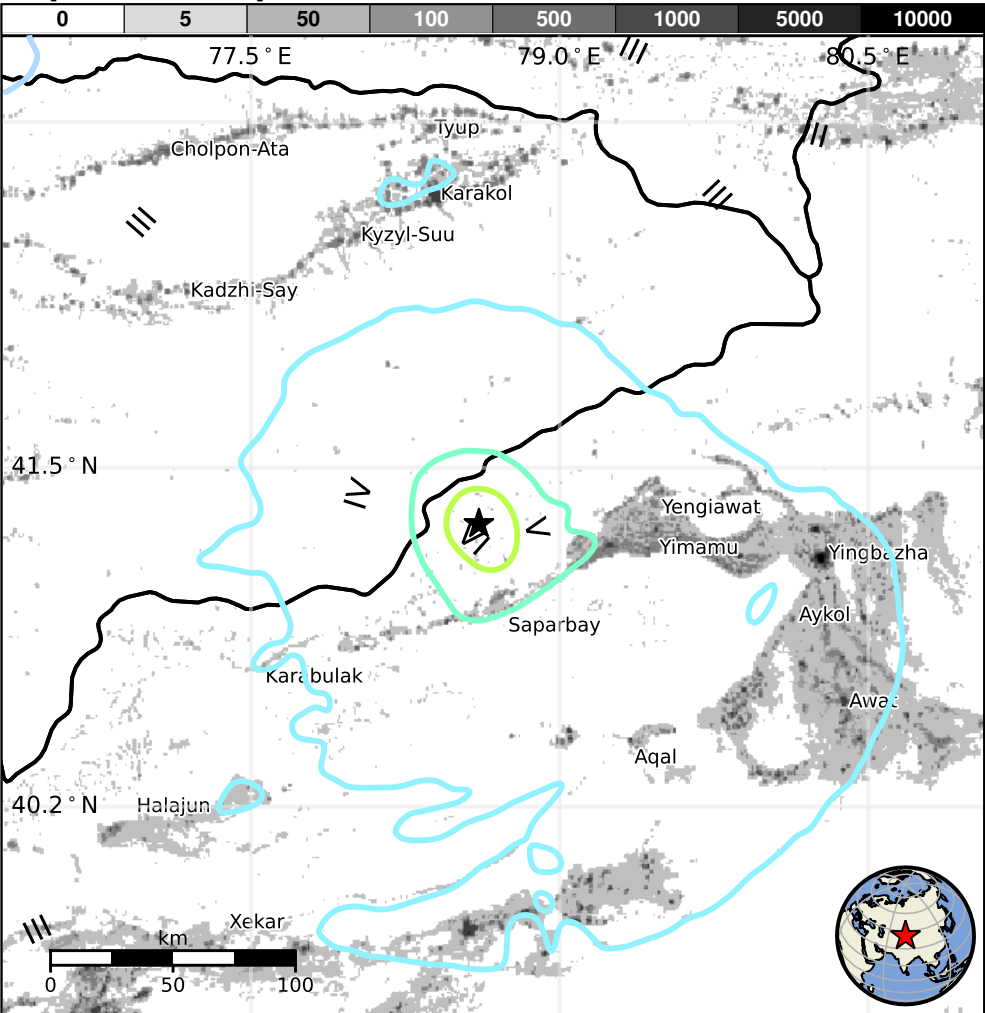 0 5 50 100 500 1000 5000 10000
77.5°E 79.0°E 80.5°E
III
III
Tyup
Cholpon-Ata
III
Karakol
III
Kyzyl-Suu
Kadzhi-Say
41.5°N
IV
Yengiawat
V
Yimamu
Yingbazha
Aykol
Saparbay
Karabulak
Awat
Aqal
Halajun
40.2°N
Xekar
III
km
0 50 100